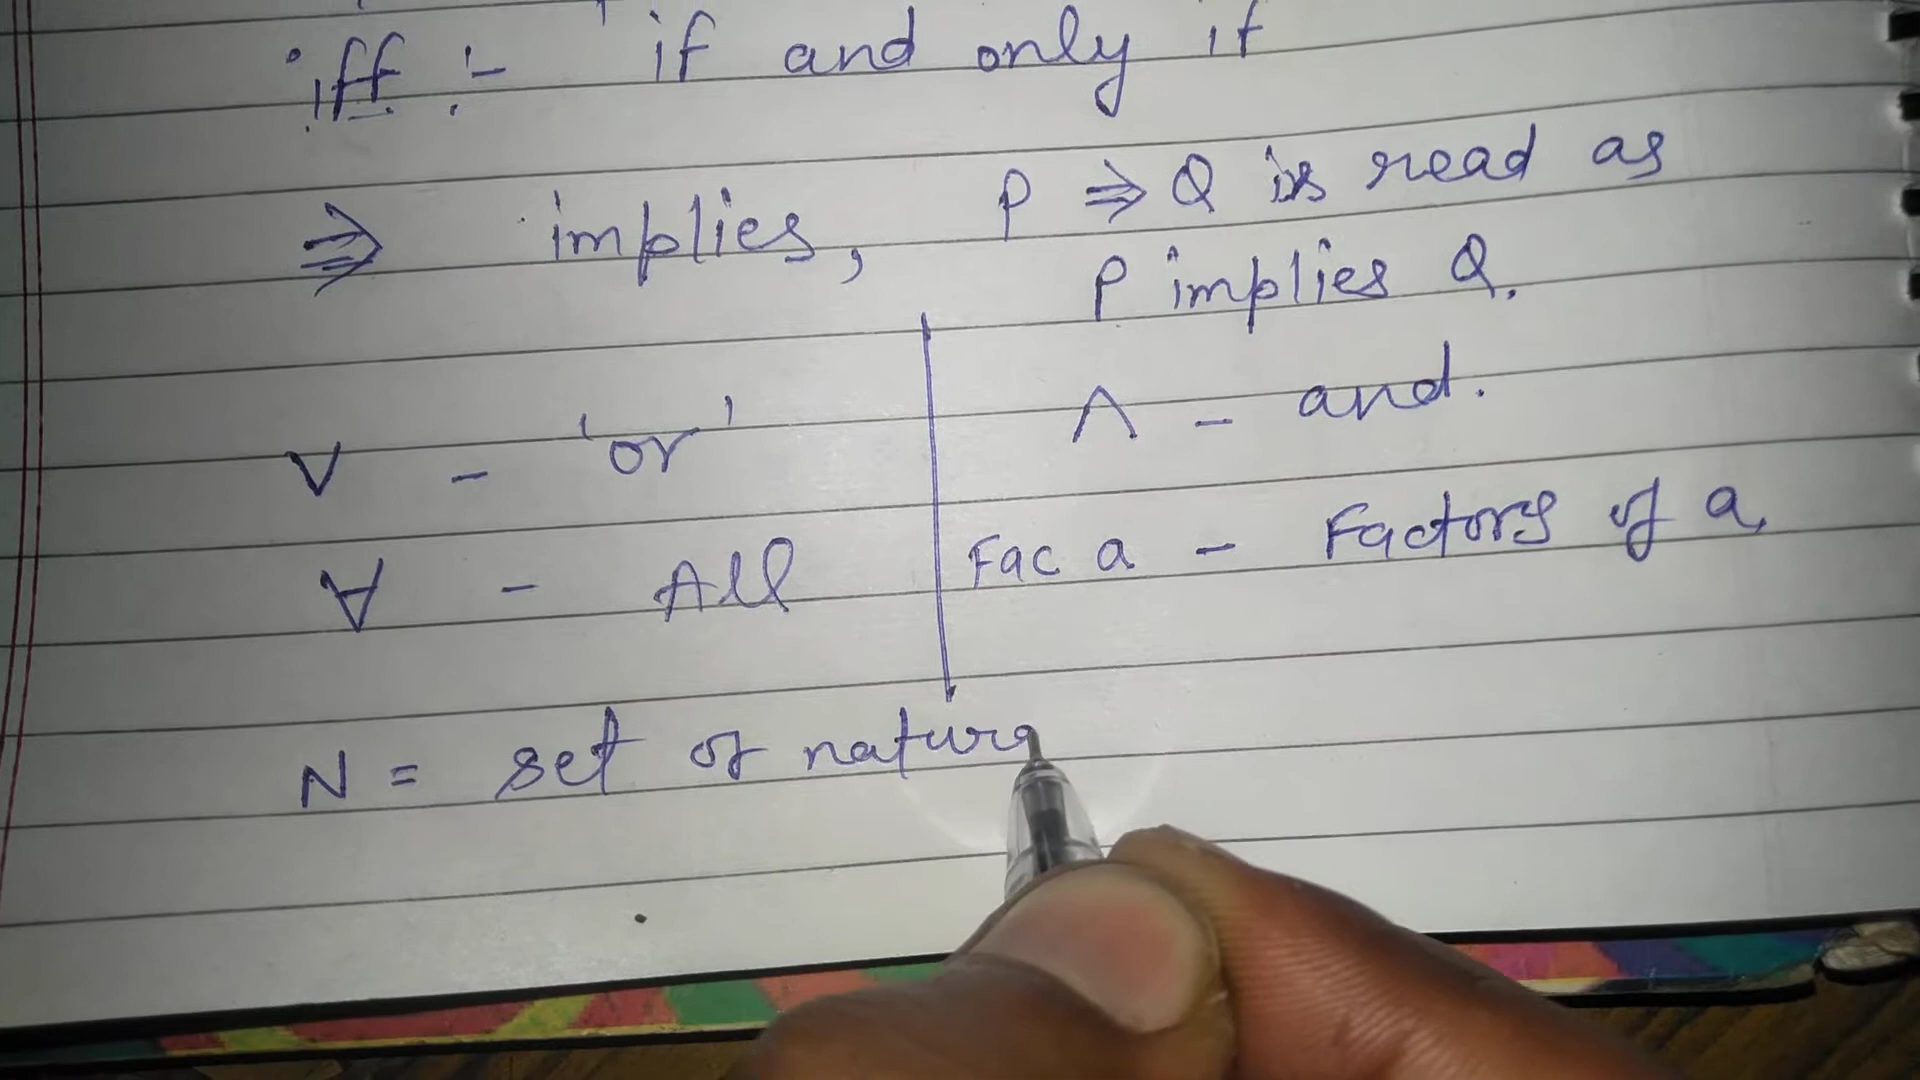 iff :- if and only if
⇒ implies, P ⇒ Q is read as
P implies Q.
∨ - 'or'
∀ - All
∧ - and.
Fac a - Factors of a,
N = set of natura